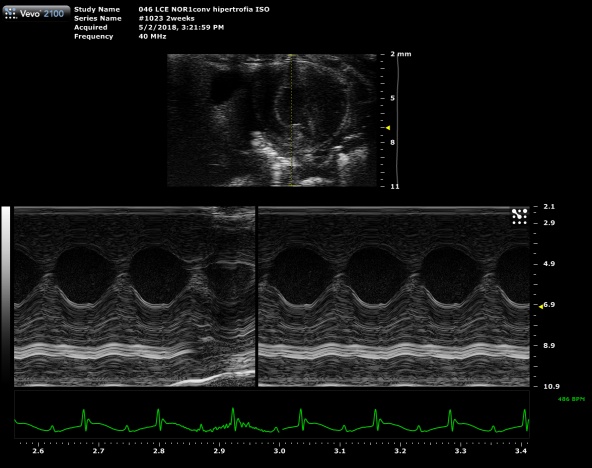 Vevo 2100
Study Name 046 LCE NOR1conv hipertrofia ISO
Series Name #1023 2weeks
Acquired 5/2/2018, 3:21:59 PM
Frequency 40 MHz
2 mm
5
8
11
2.1
2.9
4.9
6.9
8.9
10.9
486 BPM
2.6 2.7 2.8 2.9 3.0 3.1 3.2 3.3 3.4